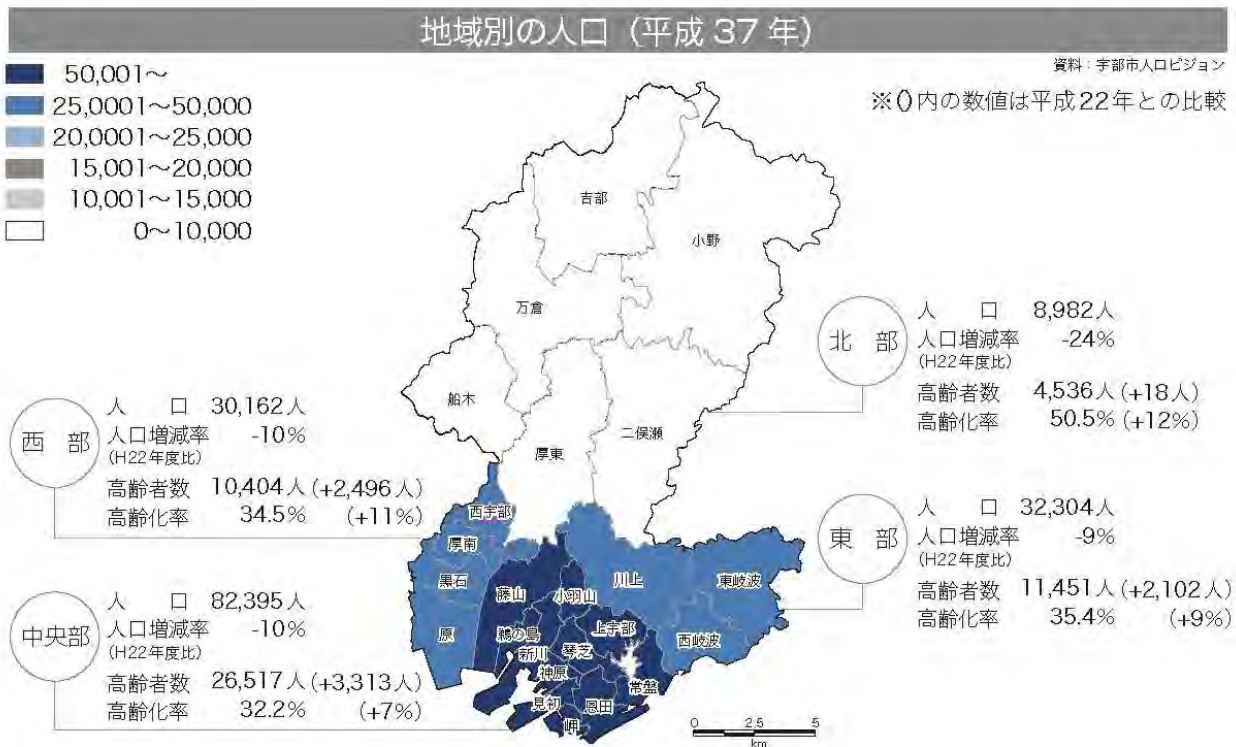 地域別の人口（平成 37 年）
資料：宇部市人口ビジョン
※()内の数値は平成22年との比較
50,001～
25,0001～50,000
20,0001～25,000
15,001～20,000
10,001～15,000
0～10,000
吉部
小野
万倉
船木
二俣瀬
厚東
北 部
人 口 8,982人
人口増減率 -24%
(H22年度比)
高齢者数 4,536人(+18人)
高齢化率 50.5%(+12%)
西 部
人 口 30,162人
人口増減率 -10%
(H22年度比)
高齢者数 10,404人(+2,496人)
高齢化率 34.5% (+11%)
東 部
人 口 32,304人
人口増減率 -9%
(H22年度比)
高齢者数 11,451人(+2,102人)
高齢化率 35.4% (+9%)
中央部
人 口 82,395人
人口増減率 -10%
(H22年度比)
高齢者数 26,517人(+3,313人)
高齢化率 32.2% (+7%)
西宇部
厚南
黒石
原
藤山
小羽山
川上
東岐波
西岐波
鵜の島
上宇部
新川
琴芝
神原
常盤
見初
恩田
岬
0 2.5 5
km